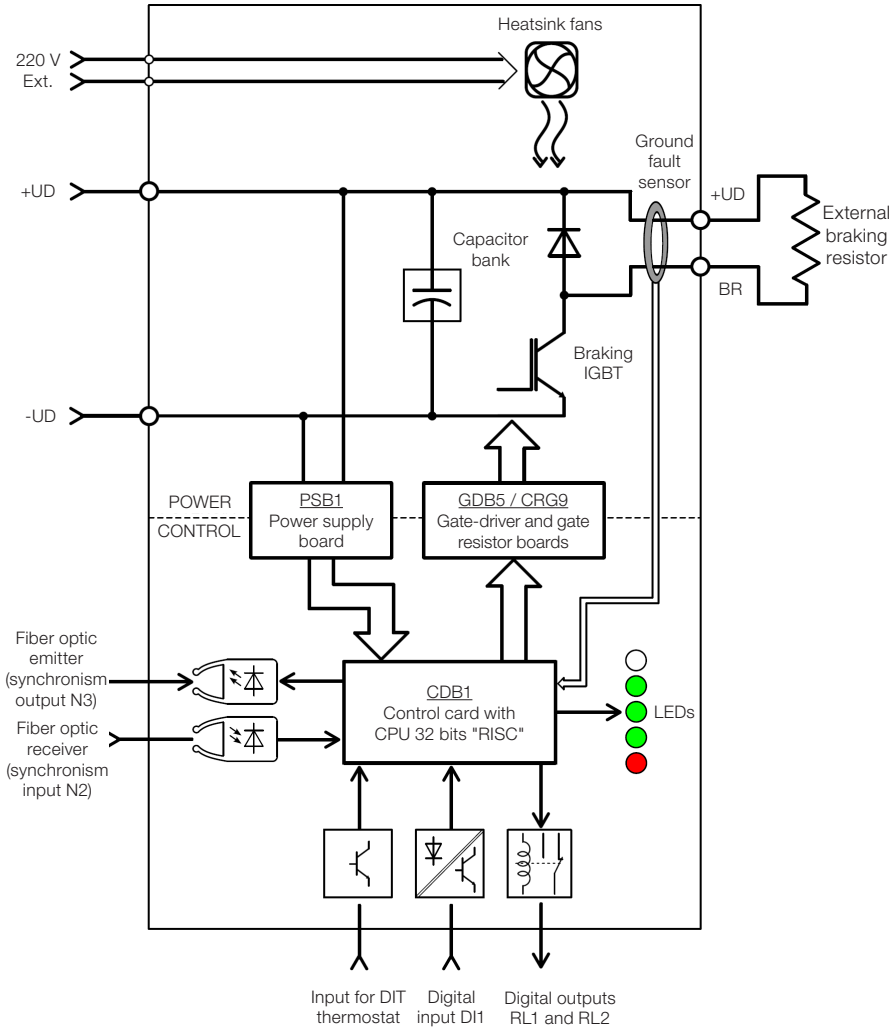 Heatsink fans
220 V
Ext.
Ground
fault
sensor
+UD
+UD
External
braking
resistor
Capacitor
bank
BR
Braking
IGBT
-UD
POWER
CONTROL
PSB1
Power supply
board
GDB5 / CRG9
Gate-driver and gate
resistor boards
Fiber optic
emitter
(synchronism
output N3)
Fiber optic
receiver
(synchronism
input N2)
CDB1
Control card with
CPU 32 bits "RISC"
LEDs
Input for DIT
thermostat
Digital
input DI1
Digital outputs
RL1 and RL2